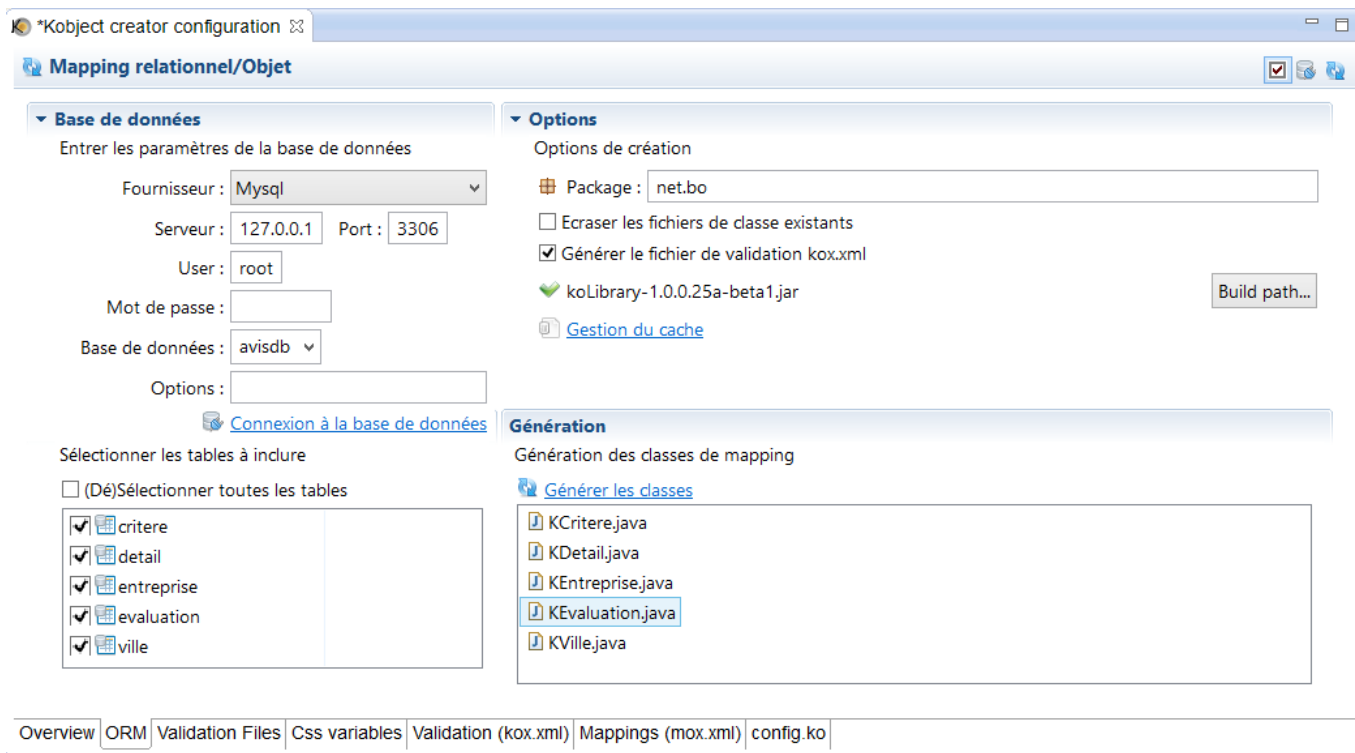 *Kobject creator configuration
Mapping relationnel/Objet
Base de données
Entrer les paramètres de la base de données
Fournisseur : Mysql
Serveur : 127.0.0.1 Port : 3306
User : root
Mot de passe :
Base de données : avisdb
Options :
Connexion à la base de données
Sélectionner les tables à inclure
(Dé)Sélectionner toutes les tables
critere
detail
entreprise
evaluation
ville
Options
Options de création
Package : net.bo
Ecraser les fichiers de classe existants
Générer le fichier de validation kox.xml
koLibrary-1.0.0.25a-beta1.jar Build path...
Gestion du cache
Génération
Génération des classes de mapping
Générer les classes
KCritere.java
KDetail.java
KEntreprise.java
KEvaluation.java
KVille.java
Overview ORM Validation Files Css variables Validation (kox.xml) Mappings (mox.xml) config.ko